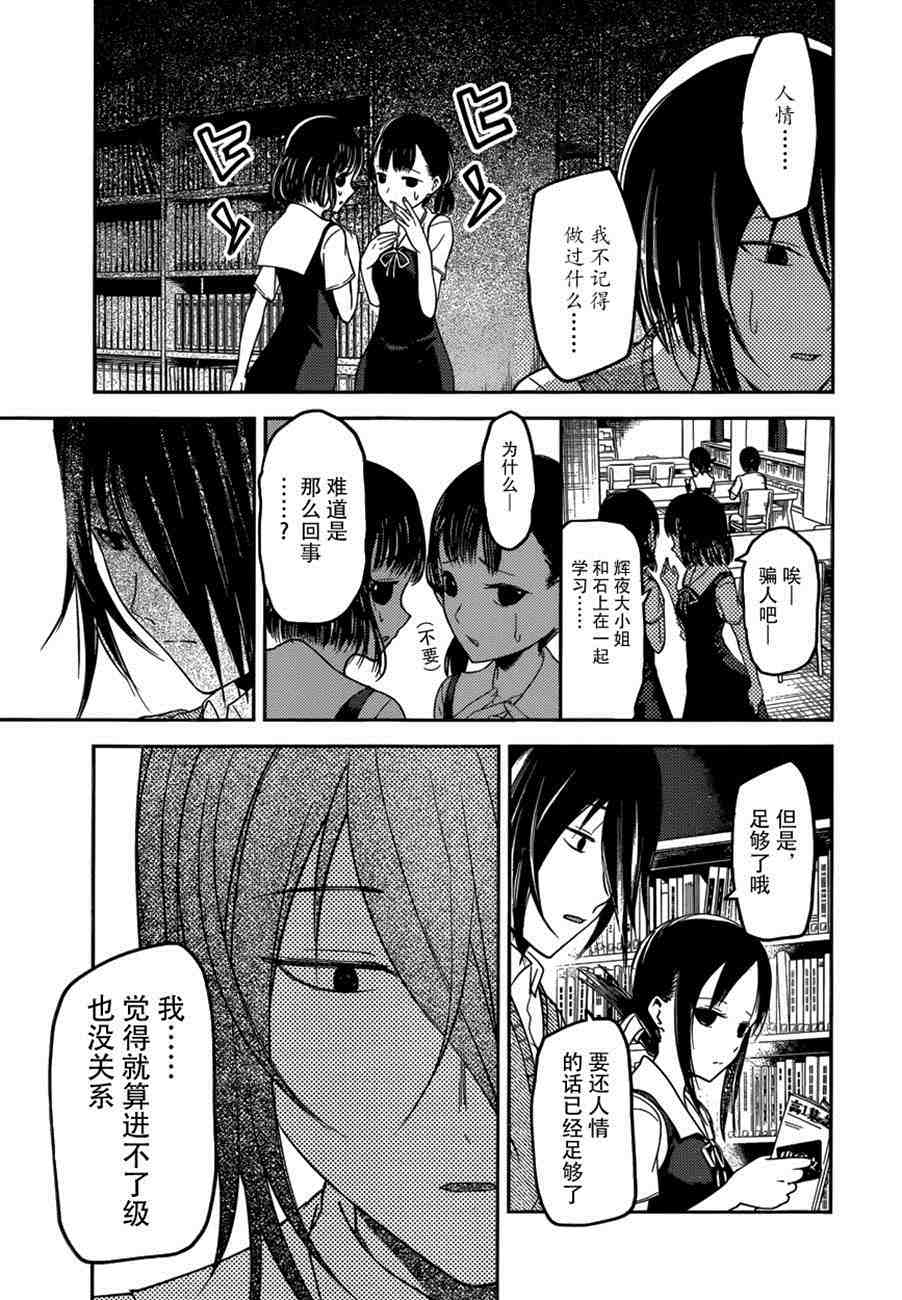 人情……
我不记得
做过什么……
ヒソ
ヒソ
唉—
骗人吧—
辉夜大小姐
和石上在一起
学习……
为什么—
(不要)
难道是
那么回事
……?
但是，
足够了哦
要还人情
的话已经足够了
我……
觉得就算进不了级
也没关系